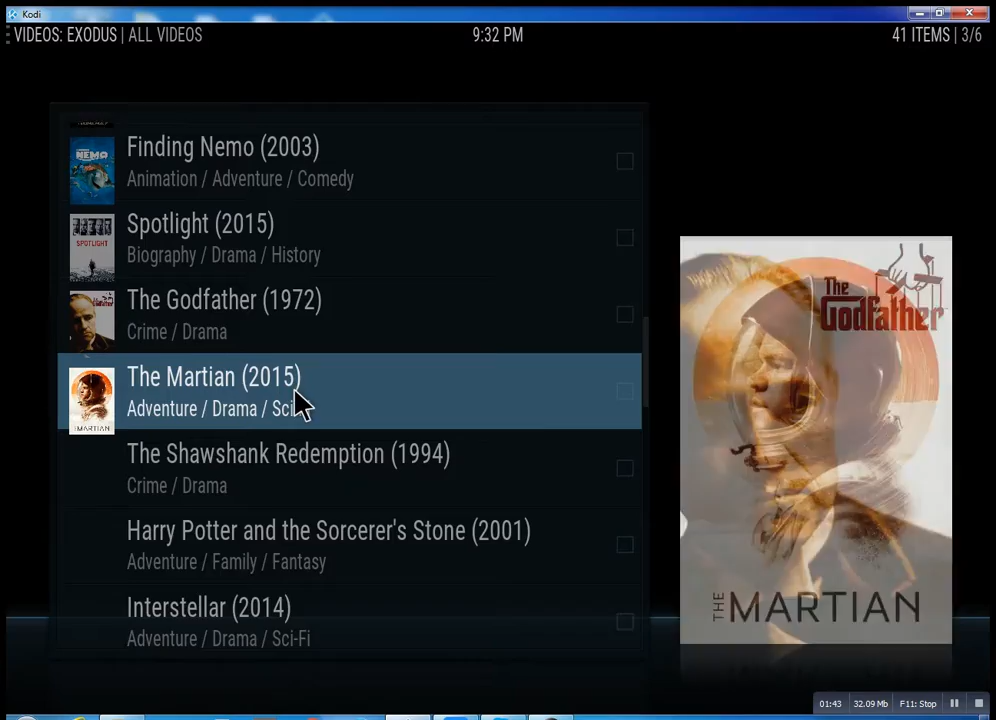 Kodi
VIDEOS: EXODUS | ALL VIDEOS
9:32 PM
41 ITEMS | 3/6
Finding Nemo (2003)
Animation / Adventure / Comedy
NEMO
Spotlight (2015)
Biography / Drama / History
SPOTLIGHT
The Godfather (1972)
Crime / Drama
The Martian (2015)
Adventure / Drama / Sci
MARTIAN
The Shawshank Redemption (1994)
Crime / Drama
Harry Potter and the Sorcerer's Stone (2001)
Adventure / Family / Fantasy
Interstellar (2014)
Adventure / Drama / Sci-Fi
The
Godfather
THE MARTIAN
01:43
32.09 Mb
F11: Stop